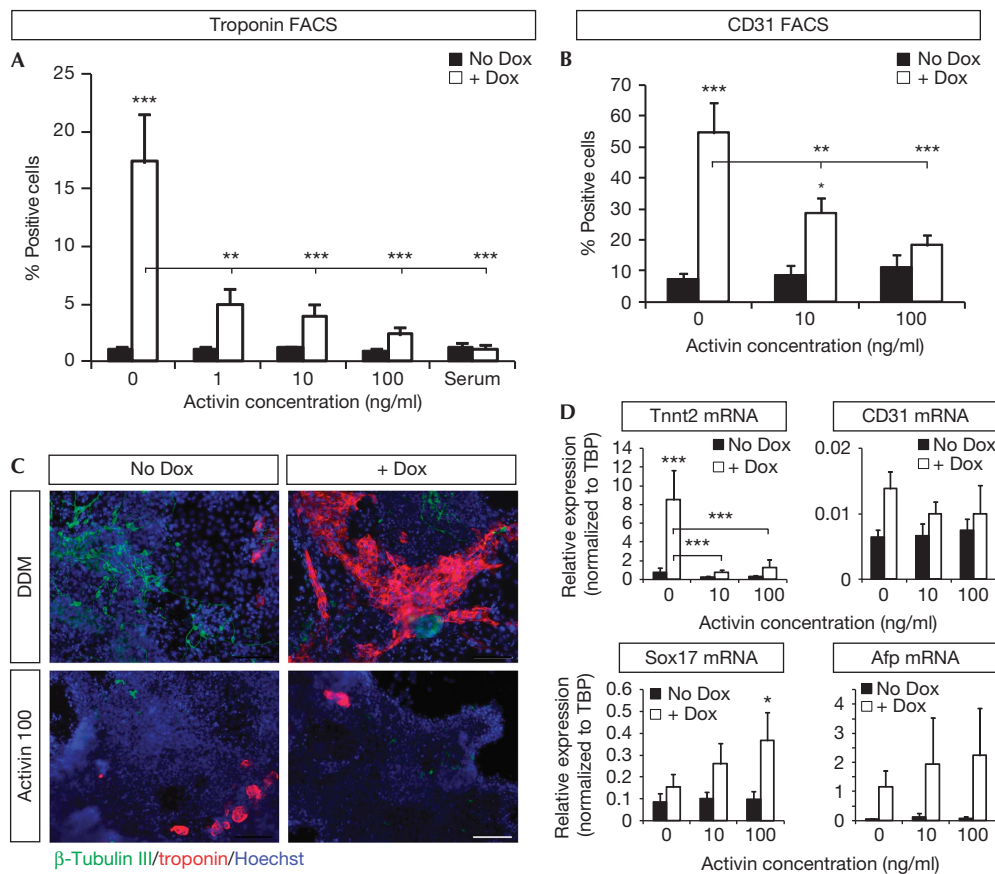 Troponin FACS
A
No Dox
+ Dox
25
20
15
10
5
0
% Positive cells
***
**
***
***
***
0 1 10 100 Serum
Activin concentration (ng/ml)
CD31 FACS
B
No Dox
+ Dox
70
60
50
40
30
20
10
0
% Positive cells
***
**
***
*
0 10 100
Activin concentration (ng/ml)
C
No Dox
+ Dox
DDM
Activin 100
β-Tubulin III/troponin/Hoechst
D
Tnnt2 mRNA
No Dox
+ Dox
14
12
10
8
6
4
2
0
Relative expression
(normalized to TBP)
***
***
***
0 10 100
CD31 mRNA
No Dox
+ Dox
0.02
0.01
0
0 10 100
Activin concentration (ng/ml)
Sox17 mRNA
No Dox
+ Dox
0.6
0.5
0.4
0.3
0.2
0.1
0
Relative expression
(normalized to TBP)
*
0 10 100
Activin concentration (ng/ml)
Afp mRNA
No Dox
+ Dox
5
4
3
2
1
0
0 10 100
Activin concentration (ng/ml)